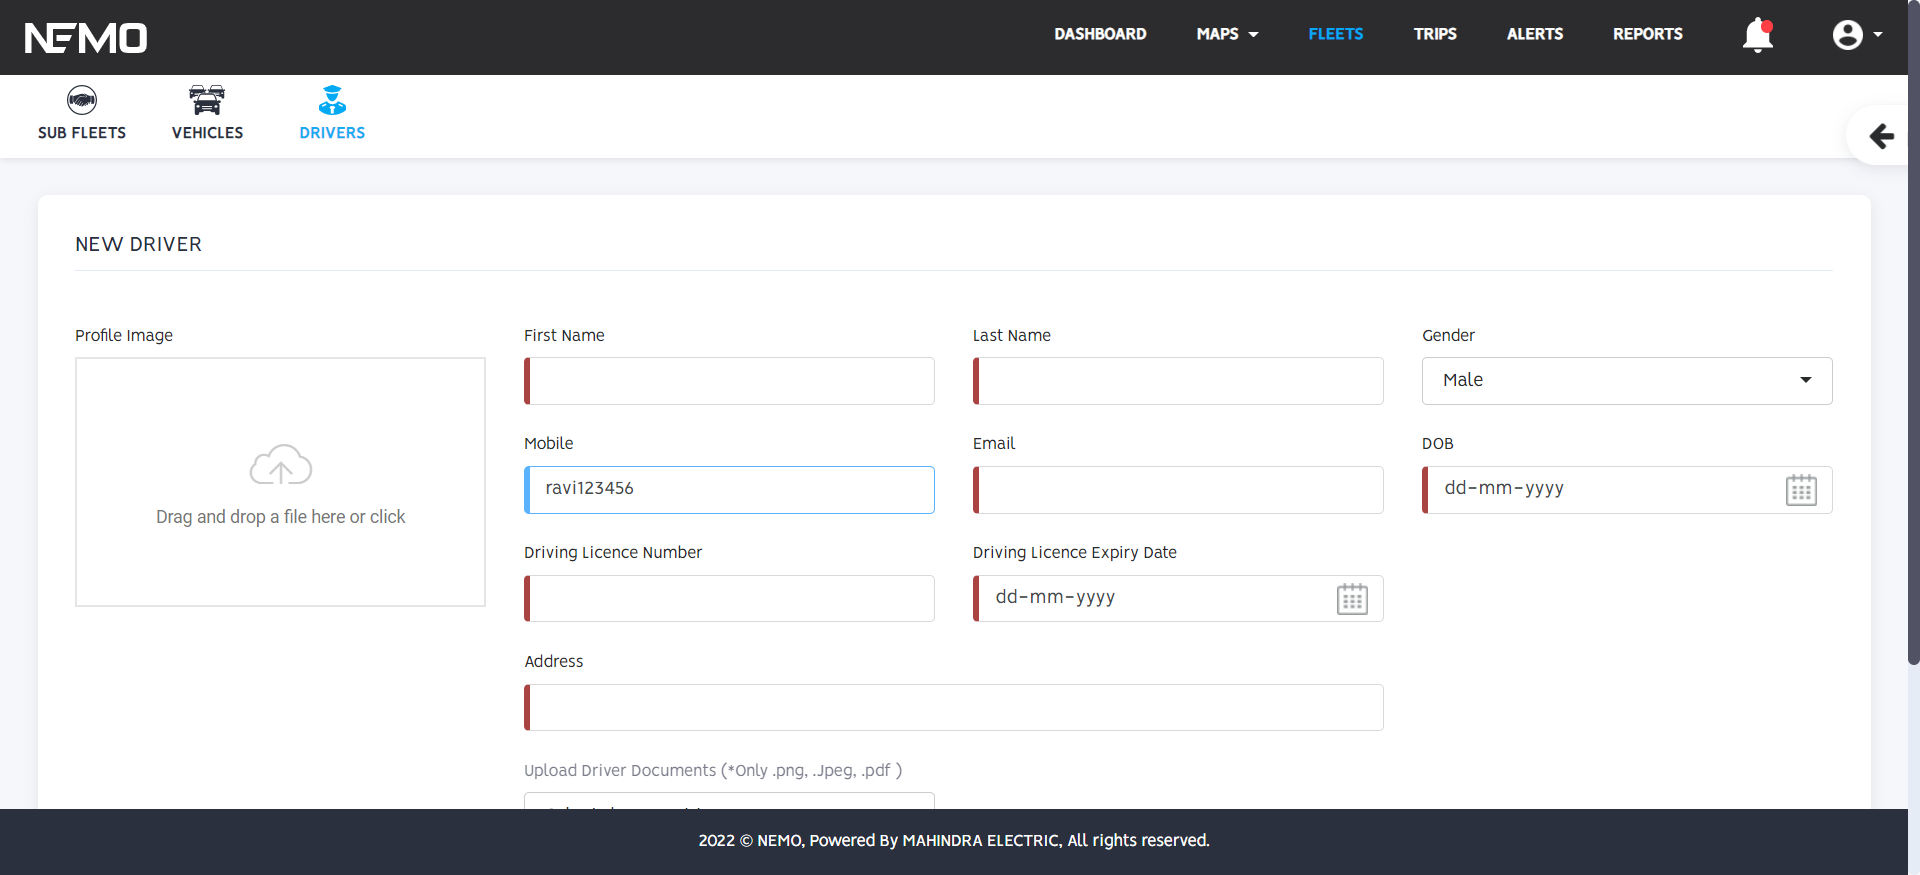 NEMO
DASHBOARD MAPS FLEETS TRIPS ALERTS REPORTS
SUB FLEETS VEHICLES DRIVERS
NEW DRIVER
Profile Image First Name Last Name Gender
Male
Mobile Email DOB
ravi123456 dd-mm-yyyy
Drag and drop a file here or click
Driving Licence Number Driving Licence Expiry Date
dd-mm-yyyy
Address
Upload Driver Documents (*Only .png, .Jpeg, .pdf )
2022 © NEMO, Powered By MAHINDRA ELECTRIC, All rights reserved.